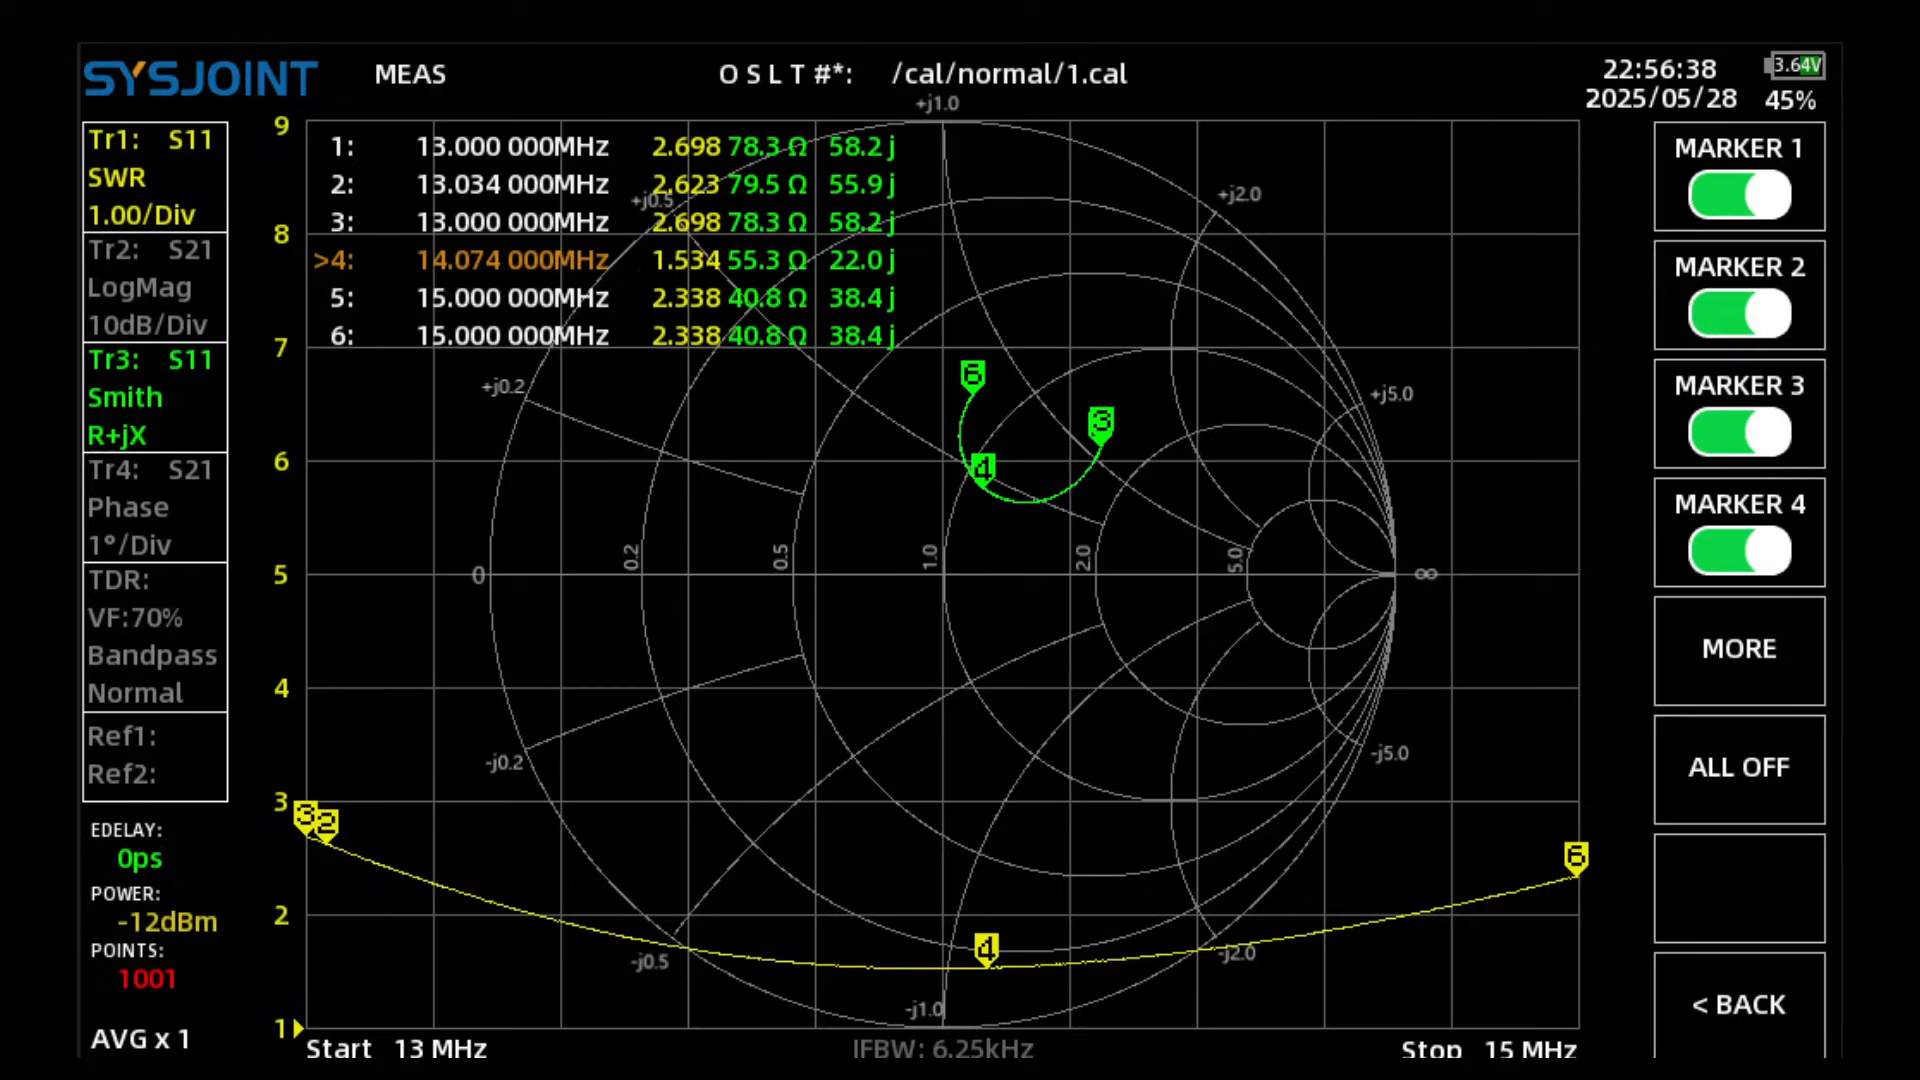 SYSJOINT
MEAS
O S L T #*: /cal/normal/1.cal
22:56:38
2025/05/28
3.64V
45%
Tr1: S11
SWR
1.00/Div
Tr2: S21
LogMag
10dB/Div
Tr3: S11
Smith
R+jX
Tr4: S21
Phase
1°/Div
TDR:
VF:70%
Bandpass
Normal
Ref1:
Ref2:
EDELAY:
0ps
POWER:
-12dBm
POINTS:
1001
AVG x 1
9
8
7
6
5
4
3
2
1
1: 13.000 000MHz 2.698 78.3 Ω 58.2 j
2: 13.034 000MHz 2.623 79.5 Ω 55.9 j
3: 13.000 000MHz 2.698 78.3 Ω 58.2 j
>4: 14.074 000MHz 1.534 55.3 Ω 22.0 j
5: 15.000 000MHz 2.338 40.8 Ω 38.4 j
6: 15.000 000MHz 2.338 40.8 Ω 38.4 j
+j1.0
+j0.5
+j2.0
+j0.2
+j5.0
0
0.2
0.5
1.0
2.0
5.0
∞
-j0.2
-j5.0
-j0.5
-j2.0
-j1.0
6
3
4
3
2
4
6
Start 13 MHz
IFBW: 6.25kHz
Stop 15 MHz
MARKER 1
MARKER 2
MARKER 3
MARKER 4
MORE
ALL OFF
< BACK